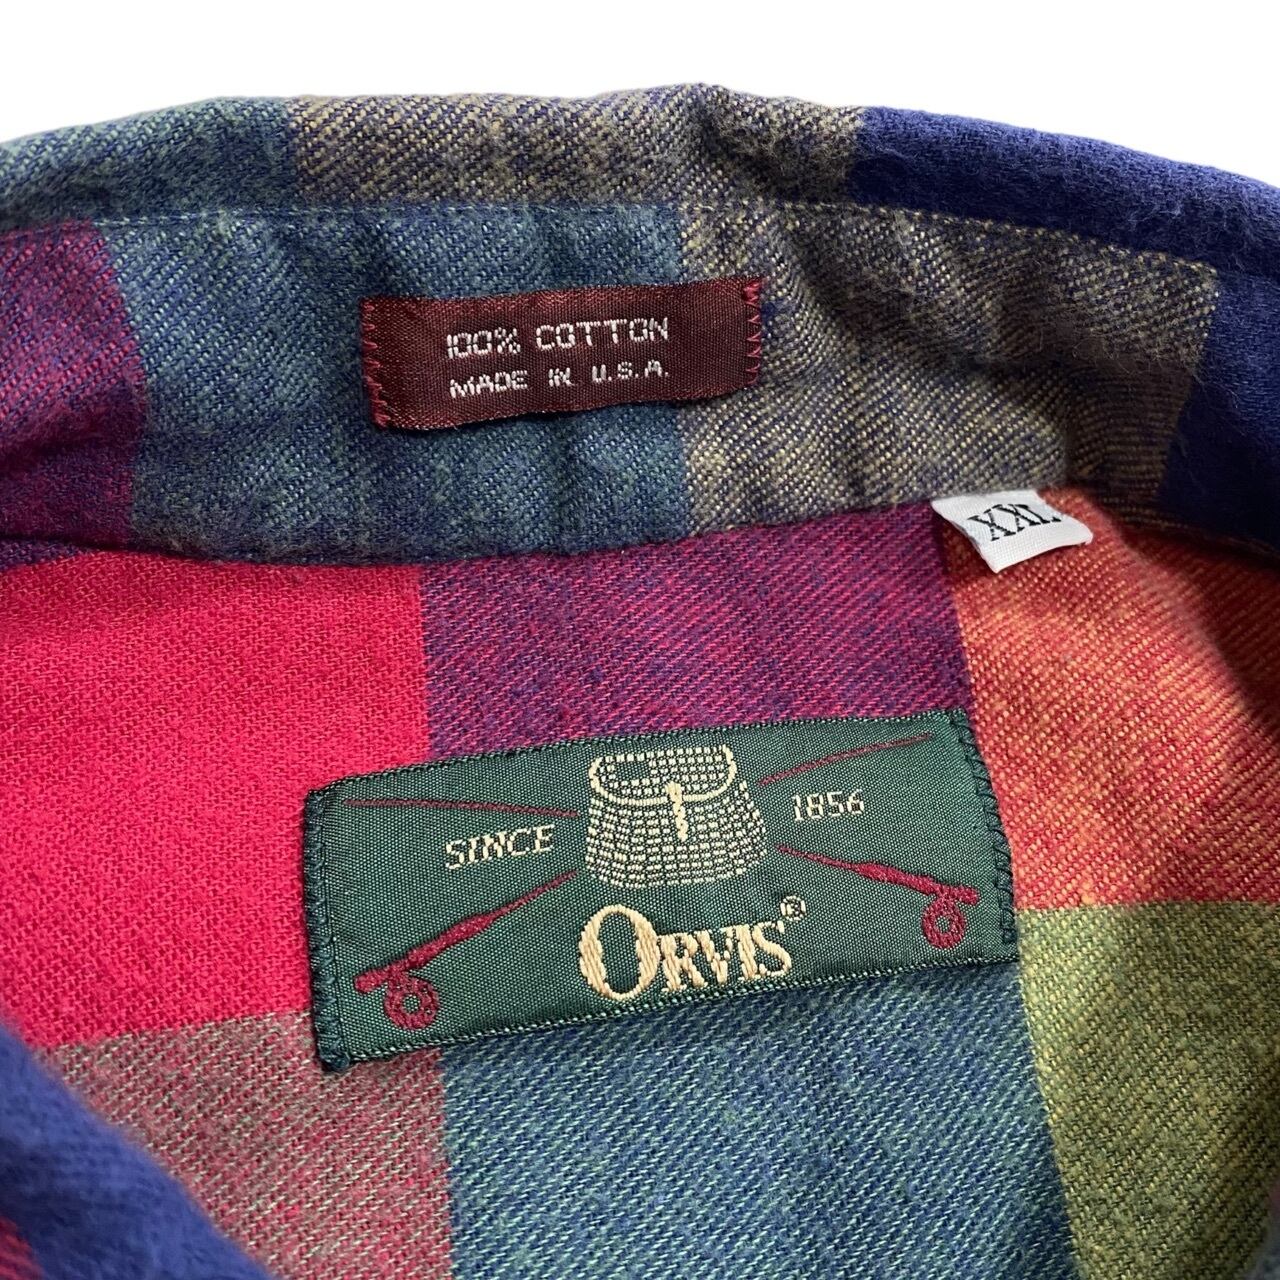 100% COTTON
MADE IN U.S.A.
XXL
SINCE 1856
ORVIS®